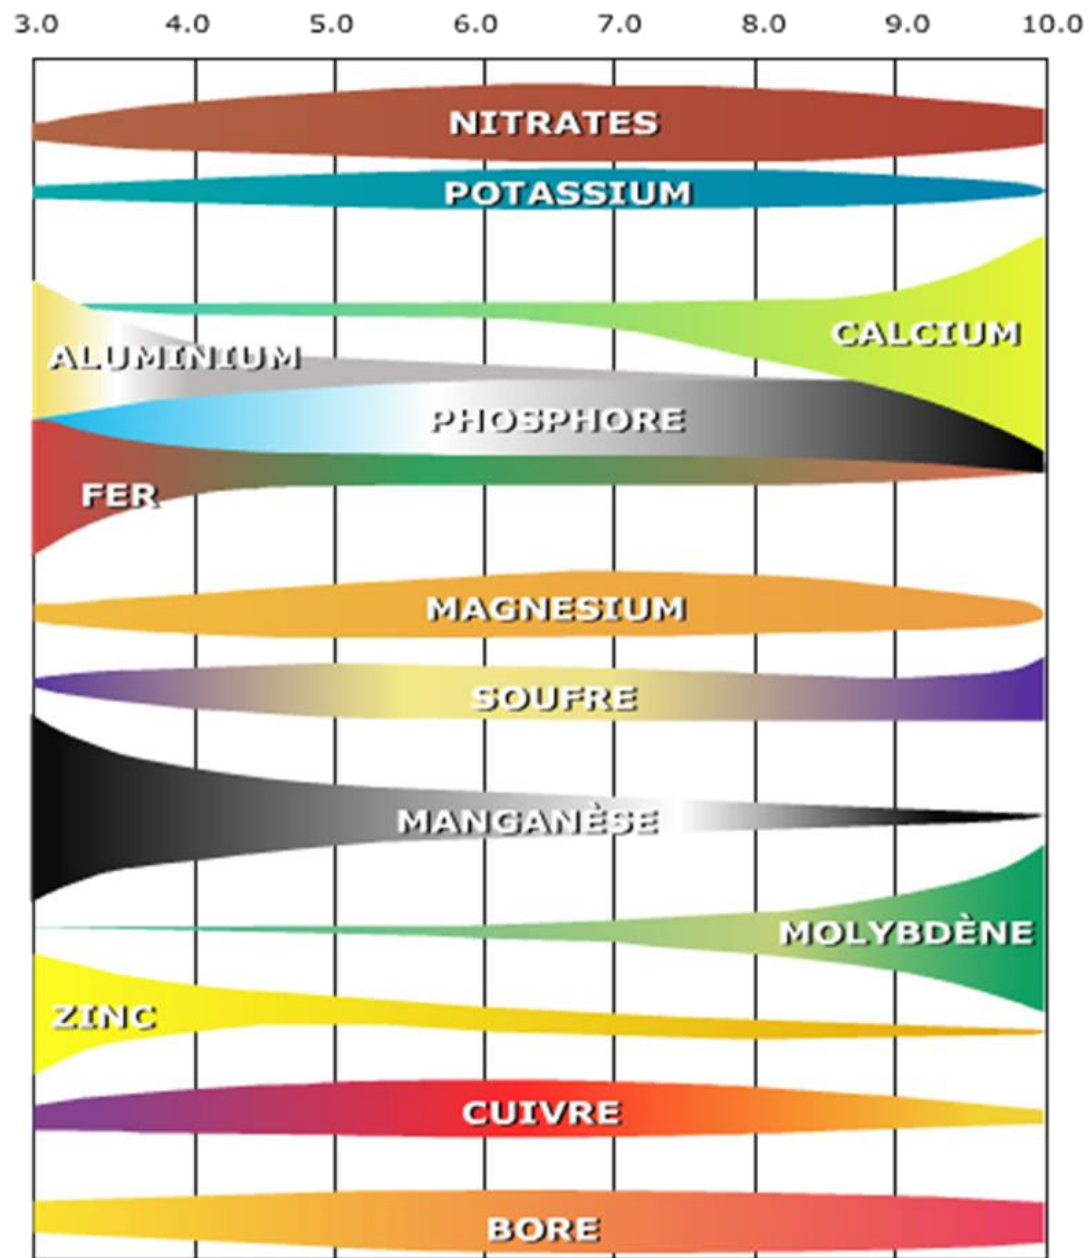 3.0 4.0 5.0 6.0 7.0 8.0 9.0 10.0
NITRATES
POTASSIUM
CALCIUM
ALUMINIUM
PHOSPHORE
FER
MAGNESIUM
SOUFRE
MANGANÈSE
MOLYBDÈNE
ZINC
CUIVRE
BORE